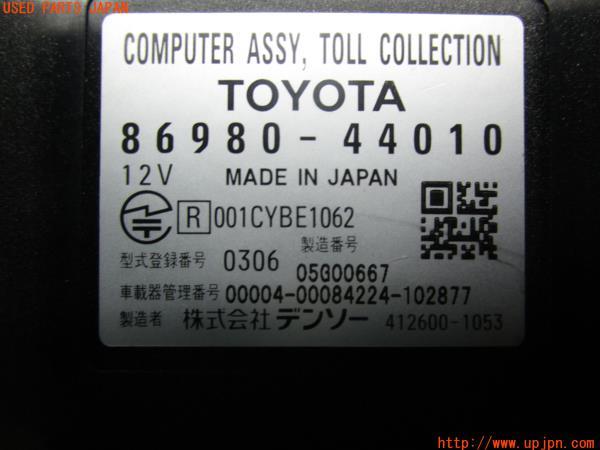 USED PARTS JAPAN
COMPUTER ASSY, TOLL COLLECTION
TOYOTA
86980-44010
12V MADE IN JAPAN
R 001CYBE1062
型式登録番号 0306 製造番号 05G00667
車載器管理番号 00004-00084224-102877
製造者 株式会社 デンソー 412600-1053
http://www.upjpn.com/